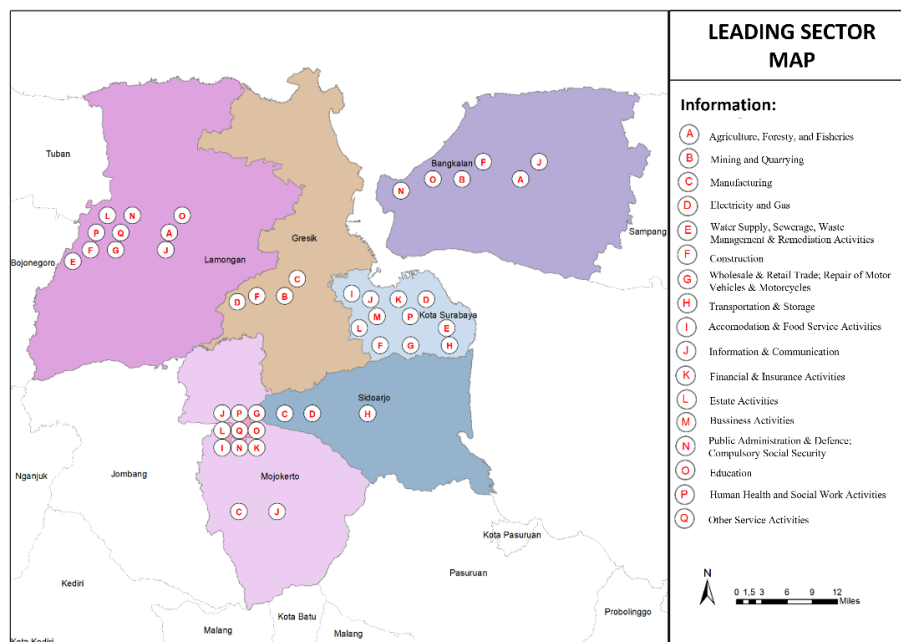 LEADING SECTOR
MAP
Information:
A Agriculture, Foresty, and Fisheries
B Mining and Quarrying
C Manufacturing
D Electricity and Gas
E Water Supply, Sewerage, Waste
Management & Remediation Activities
F Construction
G Wholesale & Retail Trade; Repair of Motor
Vehicles & Motorcycles
H Transportation & Storage
I Accomodation & Food Service Activities
J Information & Communication
K Financial & Insurance Activities
L Estate Activities
M Bussiness Activities
N Public Administration & Defence;
Compulsory Social Security
O Education
P Human Health and Social Work Activities
Q Other Service Activities
N
0 1,5 3 6 9 12
Miles
Tuban
Bangkalan
F J
N O B A
Sampang
L N O
P Q A
F G J
E
Bojonegoro
Lamongan
Gresik
C
D F B
I J K D
M P Kota Surabaya
L E
F G H
Sidoarjo
J P G C D H
L Q O
I N K
Mojokerto
C J
Nganjuk
Jombang
Kediri
Kota Pasuruan
Pasuruan
Probolinggo
Kota Batu
Malang
Malang
Kota Kediri